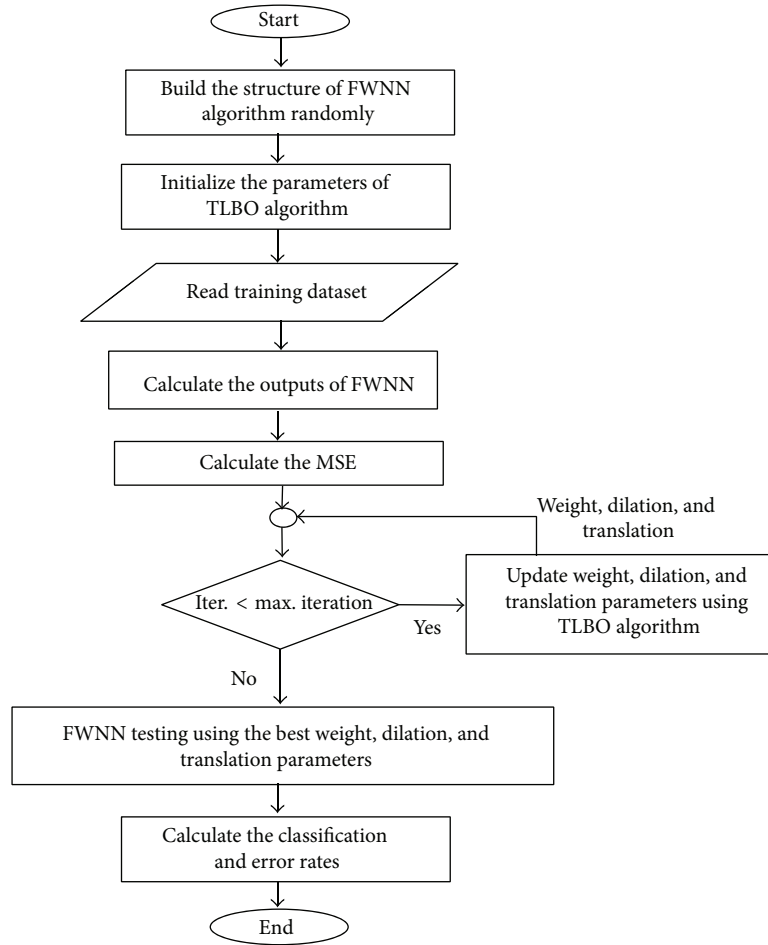 Start
Build the structure of FWNN
algorithm randomly
Initialize the parameters of
TLBO algorithm
Read training dataset
Calculate the outputs of FWNN
Calculate the MSE
Weight, dilation, and
translation
Iter. < max. iteration
Yes
Update weight, dilation, and
translation parameters using
TLBO algorithm
No
FWNN testing using the best weight, dilation, and
translation parameters
Calculate the classification
and error rates
End